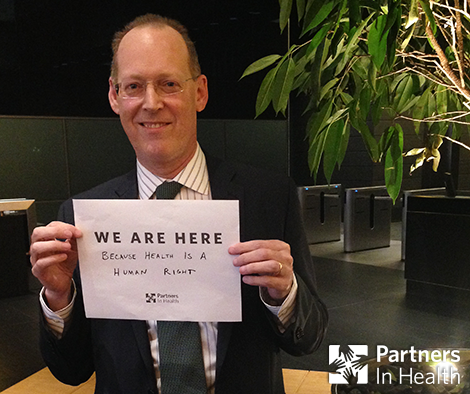 WE ARE HERE
BECAUSE HEALTH IS A
HUMAN RIGHT
Partners
In Health
Partners
In Health